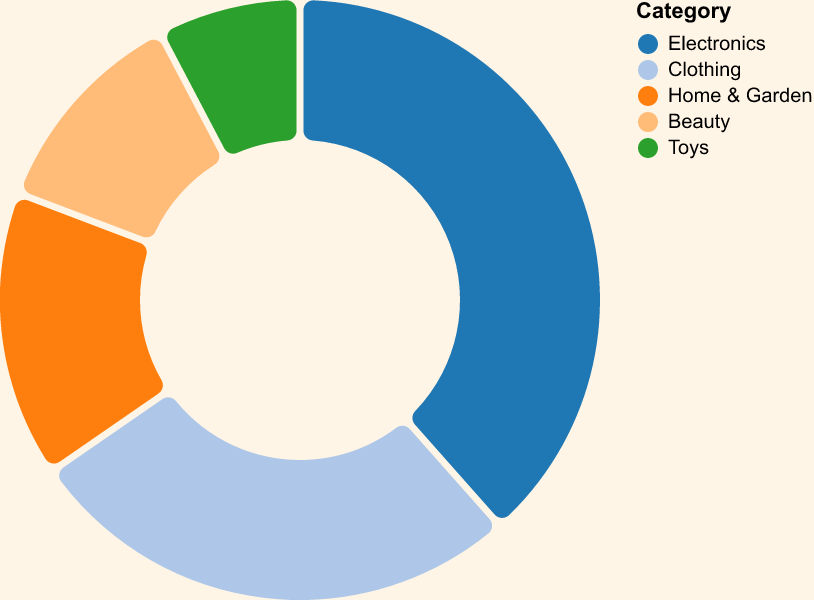 Category
Electronics
Clothing
Home & Garden
Beauty
Toys